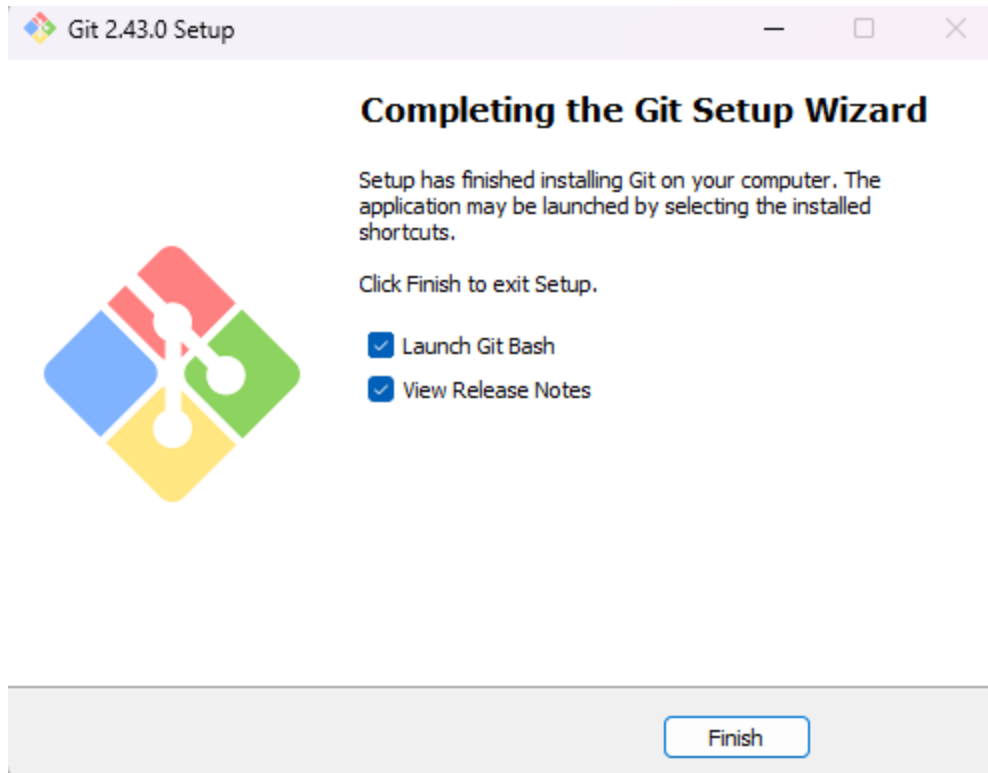 Git 2.43.0 Setup
Completing the Git Setup Wizard
Setup has finished installing Git on your computer. The
application may be launched by selecting the installed
shortcuts.
Click Finish to exit Setup.
Launch Git Bash
View Release Notes
Finish